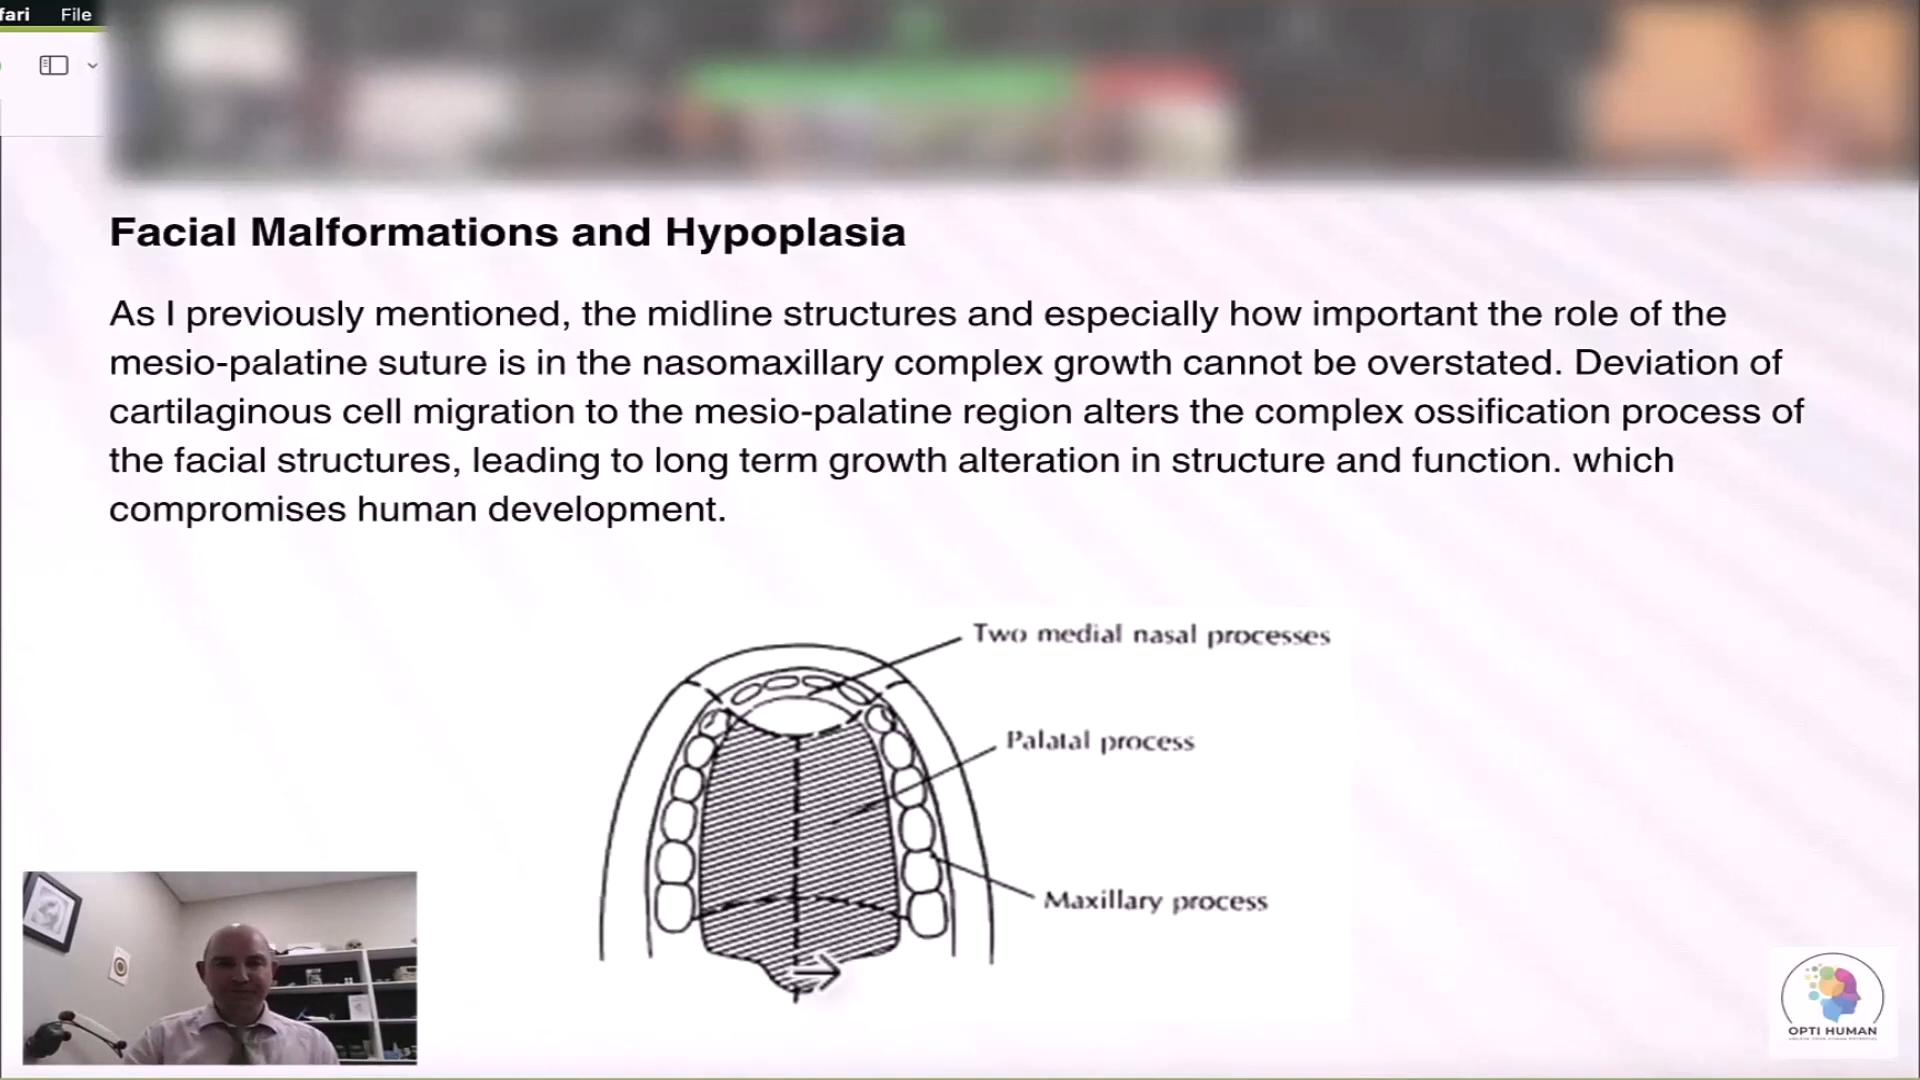 fari File
Facial Malformations and Hypoplasia
As I previously mentioned, the midline structures and especially how important the role of the
mesio-palatine suture is in the nasomaxillary complex growth cannot be overstated. Deviation of
cartilaginous cell migration to the mesio-palatine region alters the complex ossification process of
the facial structures, leading to long term growth alteration in structure and function. which
compromises human development.
Two medial nasal processes
Palatal process
Maxillary process
OPTI HUMAN